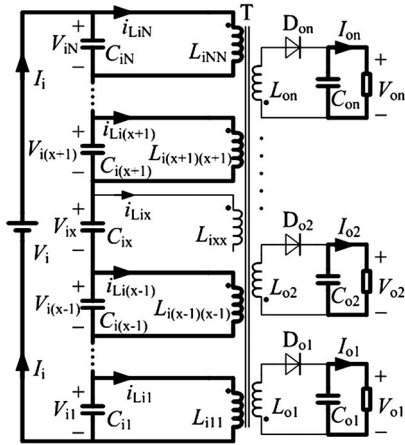 T
+ V_iN − C_iN i_LiN L_iNN
D_on I_on L_on C_on + V_on −
I_i
+ V_i(x+1) − C_i(x+1) i_Li(x+1) L_i(x+1)(x+1)
V_i
+ V_ix − C_ix i_Lix L_ixx
D_o2 I_o2 L_o2 C_o2 + V_o2 −
+ V_i(x-1) − C_i(x-1) i_Li(x-1) L_i(x-1)(x-1)
I_i
+ V_i1 − C_i1 i_Li1 L_i11
D_o1 I_o1 L_o1 C_o1 + V_o1 −